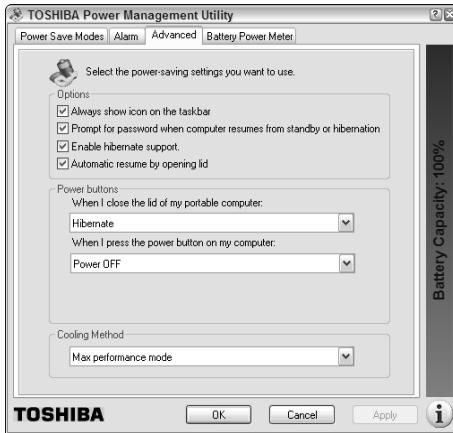 TOSHIBA Power Management Utility
Power Save Modes
Alarm
Advanced
Battery Power Meter
Select the power-saving settings you want to use.
Options
Always show icon on the taskbar
Prompt for password when computer resumes from standby or hibernation
Enable hibernate support.
Automatic resume by opening lid
Power buttons
When I close the lid of my portable computer:
Hibernate
When I press the power button on my computer:
Power OFF
Cooling Method
Max performance mode
Battery Capacity: 100%
TOSHIBA
OK
Cancel
Apply
i